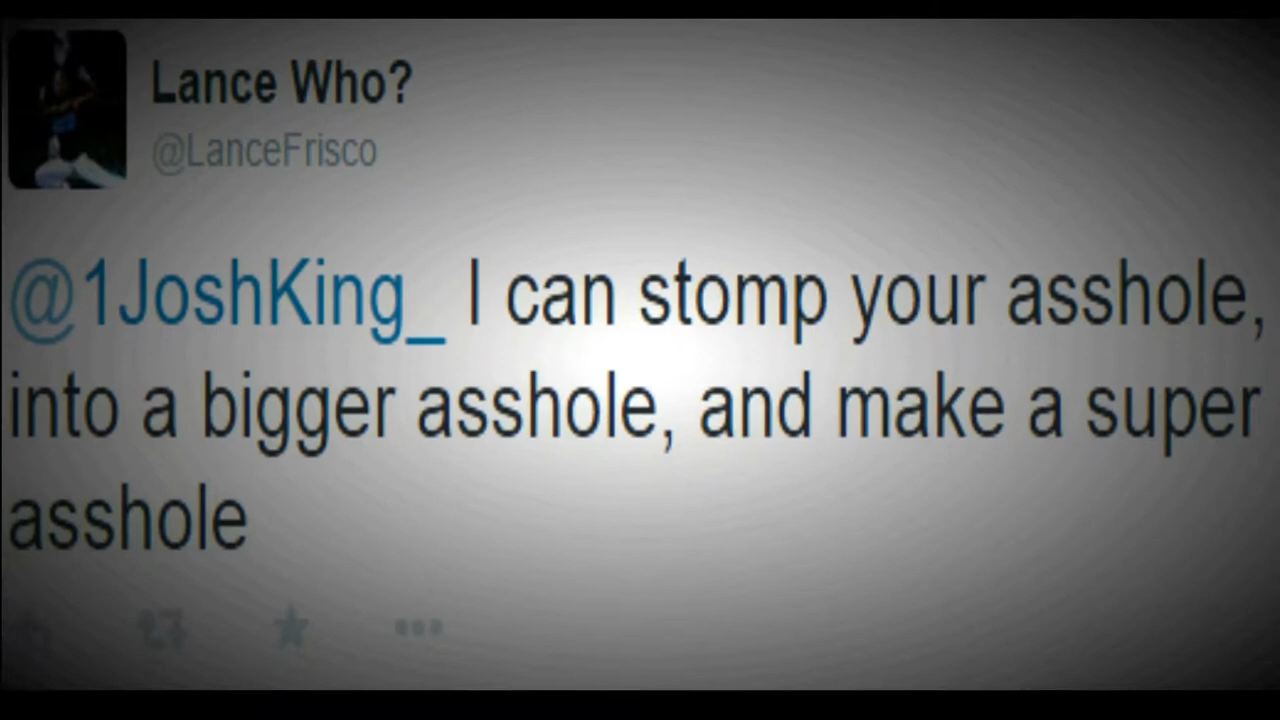 Lance Who?
@LanceFrisco
@1JoshKing_ I can stomp your asshole,
into a bigger asshole, and make a super
asshole